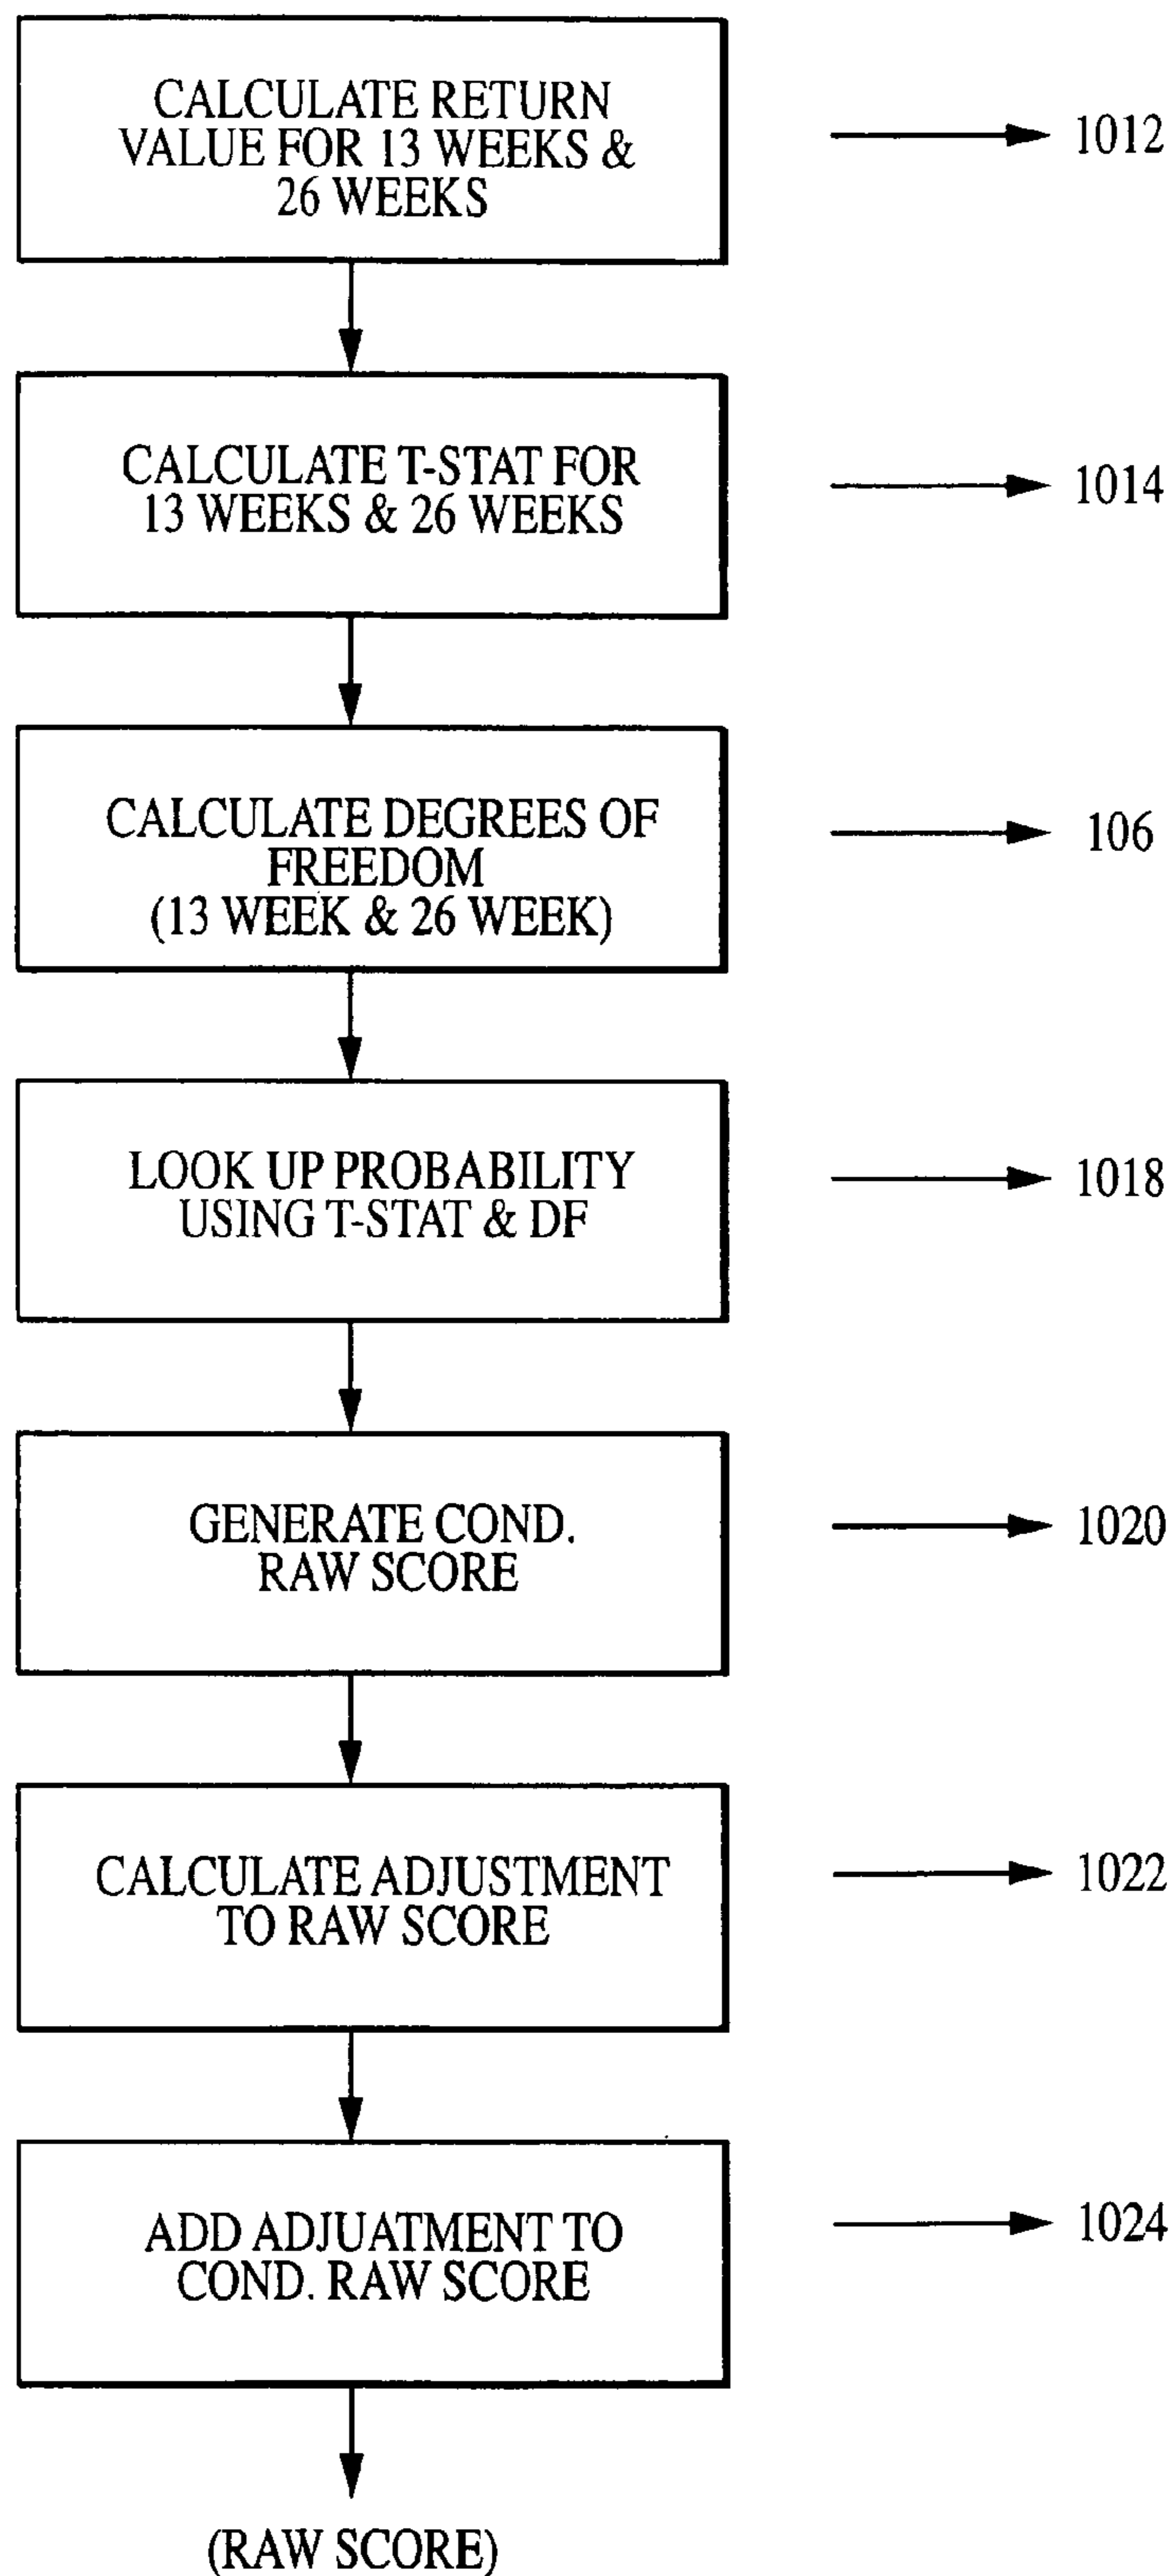 CALCULATE RETURN
VALUE FOR 13 WEEKS &
26 WEEKS
1012
CALCULATE T-STAT FOR
13 WEEKS & 26 WEEKS
1014
CALCULATE DEGREES OF
FREEDOM
(13 WEEK & 26 WEEK)
106
LOOK UP PROBABILITY
USING T-STAT & DF
1018
GENERATE COND.
RAW SCORE
1020
CALCULATE ADJUSTMENT
TO RAW SCORE
1022
ADD ADJUATMENT TO
COND. RAW SCORE
1024
(RAW SCORE)